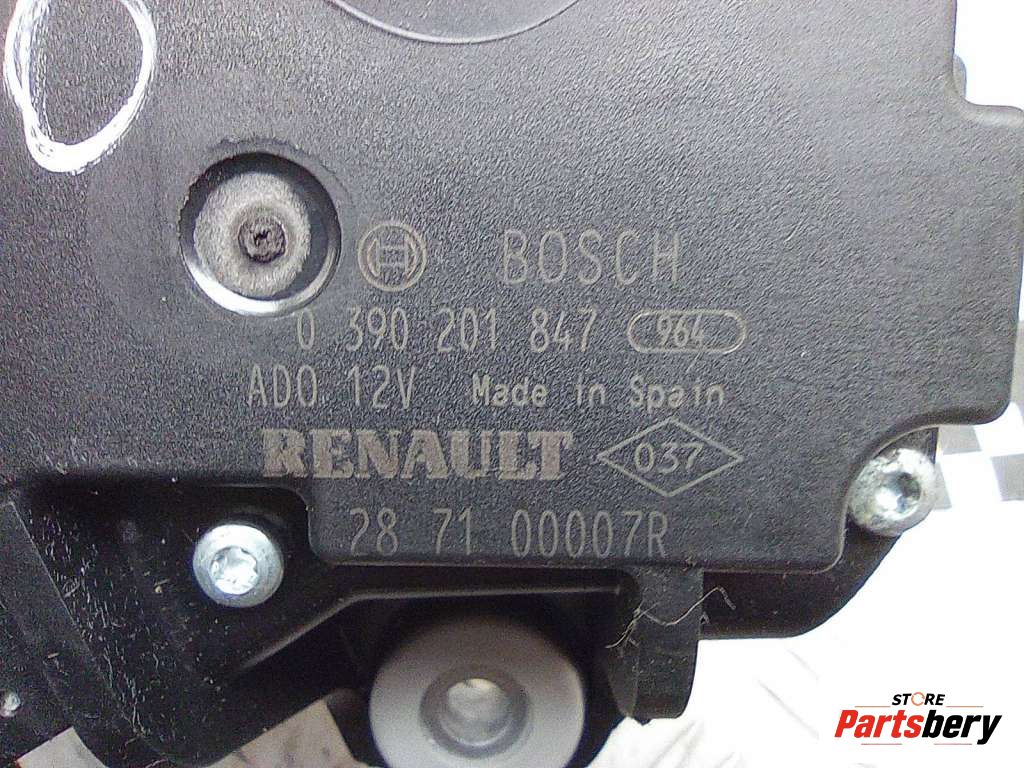 BOSCH
0 390 201 847 964
ADO 12V Made in Spain
RENAULT 037
28 71 00007R
STORE
Partsbery